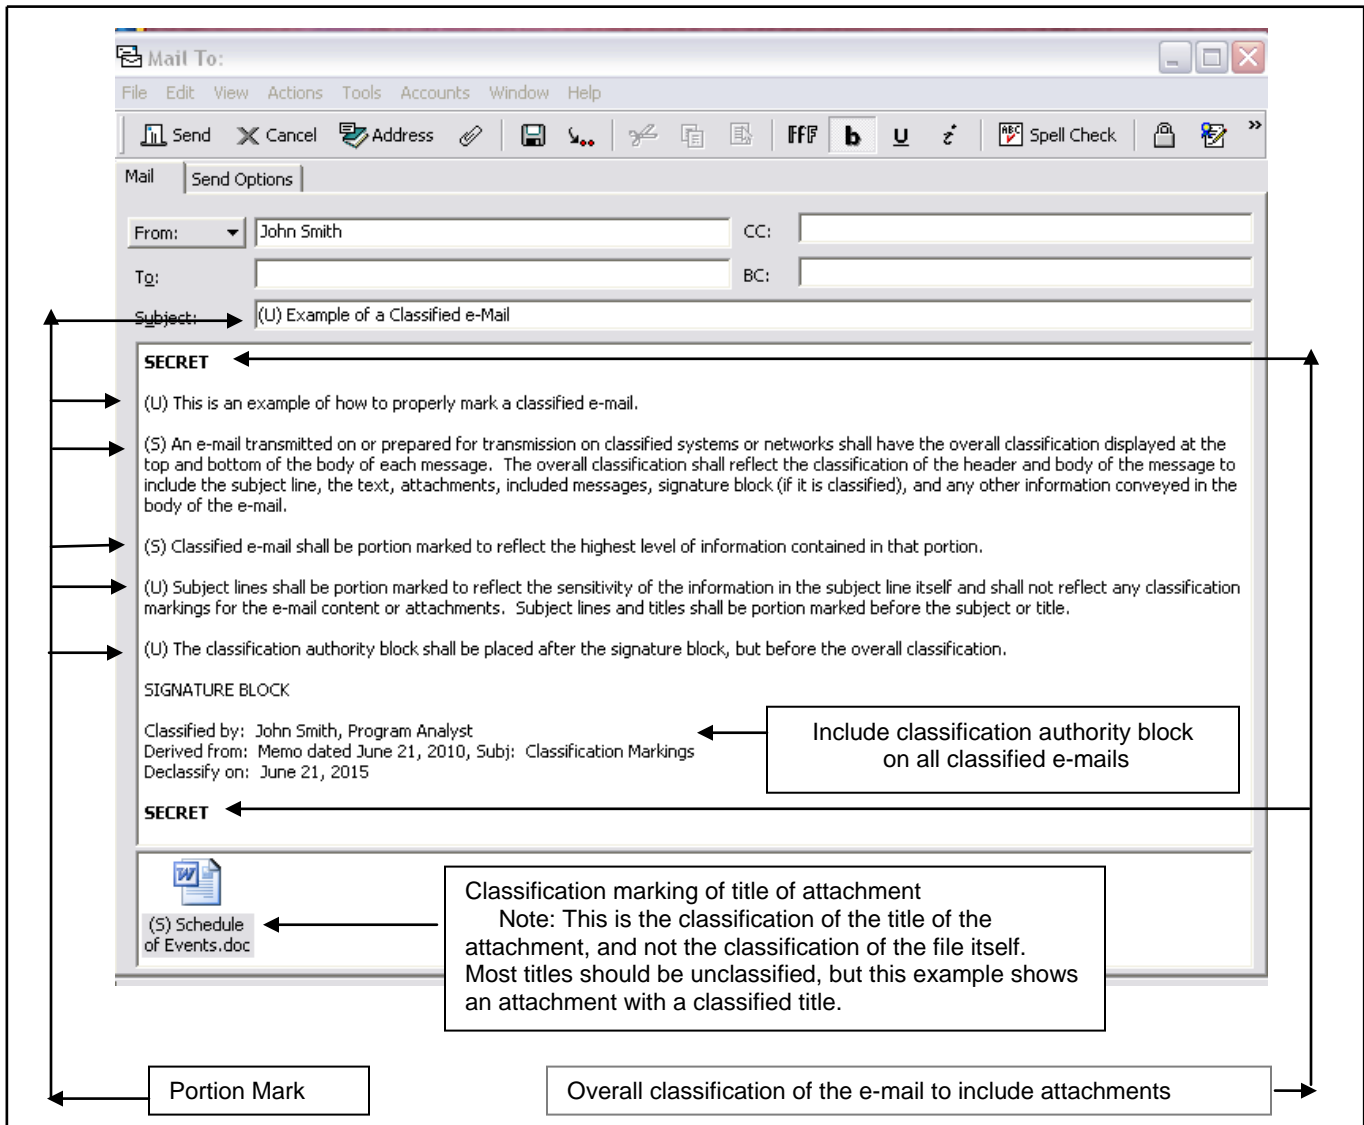 Mail To:
File Edit View Actions Tools Accounts Window Help
Send Cancel Address FfF b u i ABC Spell Check »
Mail Send Options
From: John Smith CC:
To: BC:
Subject: (U) Example of a Classified e-Mail
SECRET
(U) This is an example of how to properly mark a classified e-mail.
(S) An e-mail transmitted on or prepared for transmission on classified systems or networks shall have the overall classification displayed at the
top and bottom of the body of each message. The overall classification shall reflect the classification of the header and body of the message to
include the subject line, the text, attachments, included messages, signature block (if it is classified), and any other information conveyed in the
body of the e-mail.
(S) Classified e-mail shall be portion marked to reflect the highest level of information contained in that portion.
(U) Subject lines shall be portion marked to reflect the sensitivity of the information in the subject line itself and shall not reflect any classification
markings for the e-mail content or attachments. Subject lines and titles shall be portion marked before the subject or title.
(U) The classification authority block shall be placed after the signature block, but before the overall classification.
SIGNATURE BLOCK
Classified by: John Smith, Program Analyst
Derived from: Memo dated June 21, 2010, Subj: Classification Markings
Declassify on: June 21, 2015
Include classification authority block
on all classified e-mails
SECRET
W
(S) Schedule
of Events.doc
Classification marking of title of attachment
Note: This is the classification of the title of the
attachment, and not the classification of the file itself.
Most titles should be unclassified, but this example shows
an attachment with a classified title.
Portion Mark
Overall classification of the e-mail to include attachments